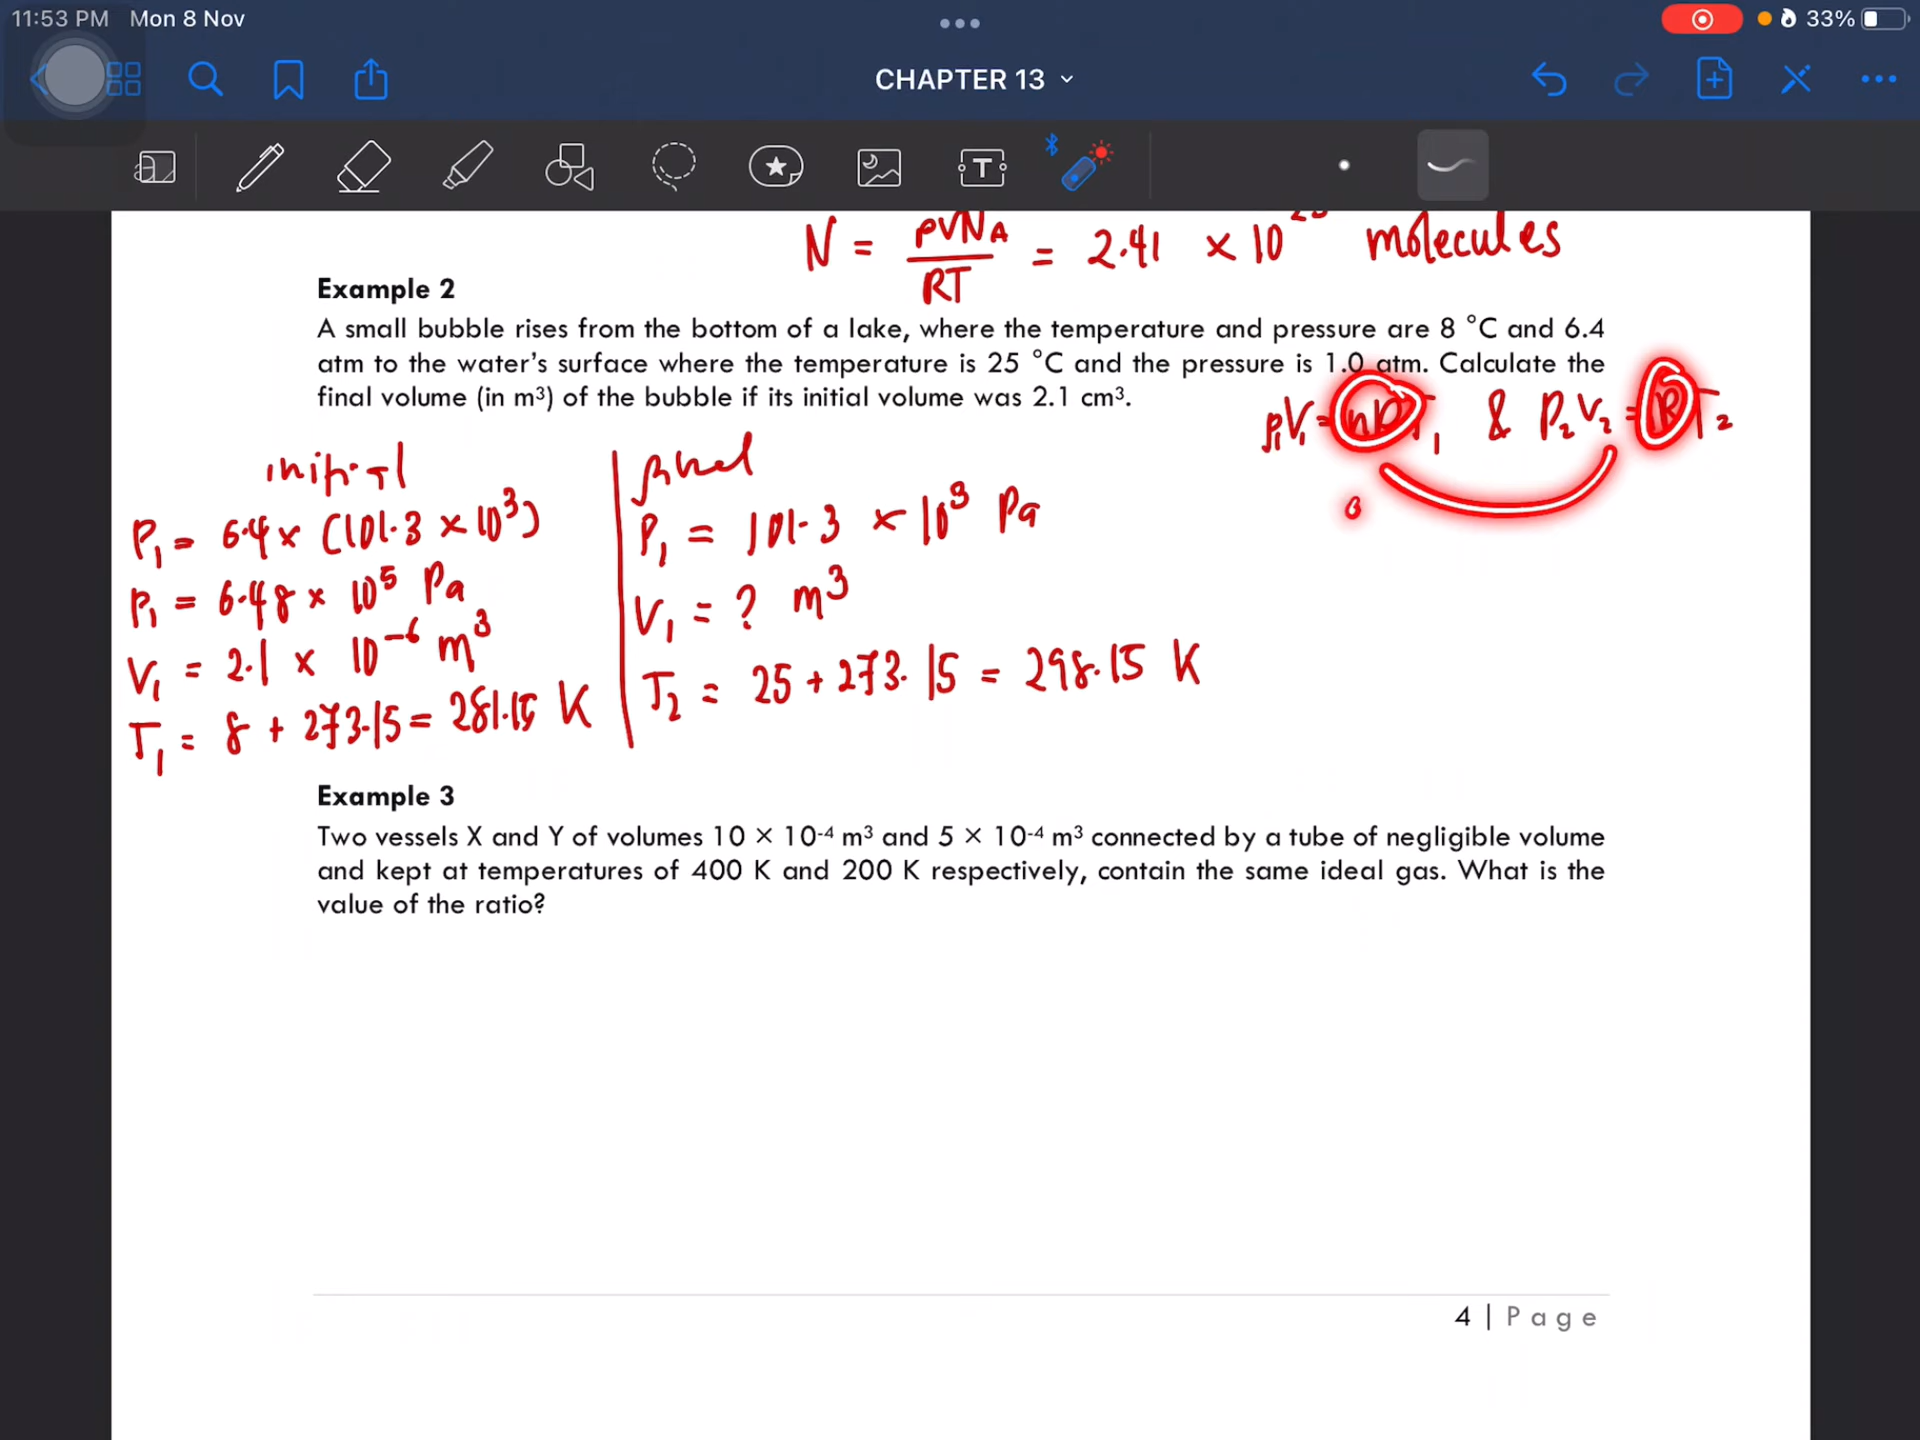 11:53 PM Mon 8 Nov
33%
CHAPTER 13
N = PVNA / RT = 2.41 × 10 molecules
Example 2
A small bubble rises from the bottom of a lake, where the temperature and pressure are 8 °C and 6.4
atm to the water's surface where the temperature is 25 °C and the pressure is 1.0 atm. Calculate the
final volume (in m³) of the bubble if its initial volume was 2.1 cm³.
P₁V₁ = nRT₁ & P₂V₂ = R T₂
initial
P₁ = 6.4 × (101.3 × 10³)
P₁ = 6.48 × 10⁵ Pa
V₁ = 2.1 × 10⁻⁶ m³
T₁ = 8 + 273.15 = 281.15 K
final
P₁ = 101.3 × 10³ Pa
V₁ = ? m³
T₂ = 25 + 273.15 = 298.15 K
Example 3
Two vessels X and Y of volumes 10 × 10⁻⁴ m³ and 5 × 10⁻⁴ m³ connected by a tube of negligible volume
and kept at temperatures of 400 K and 200 K respectively, contain the same ideal gas. What is the
value of the ratio?
4 | Page